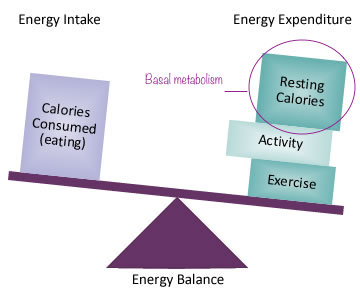 Energy Intake
Energy Expenditure
Basal metabolism
Resting
Calories
Calories
Consumed
(eating)
Activity
Exercise
Energy Balance